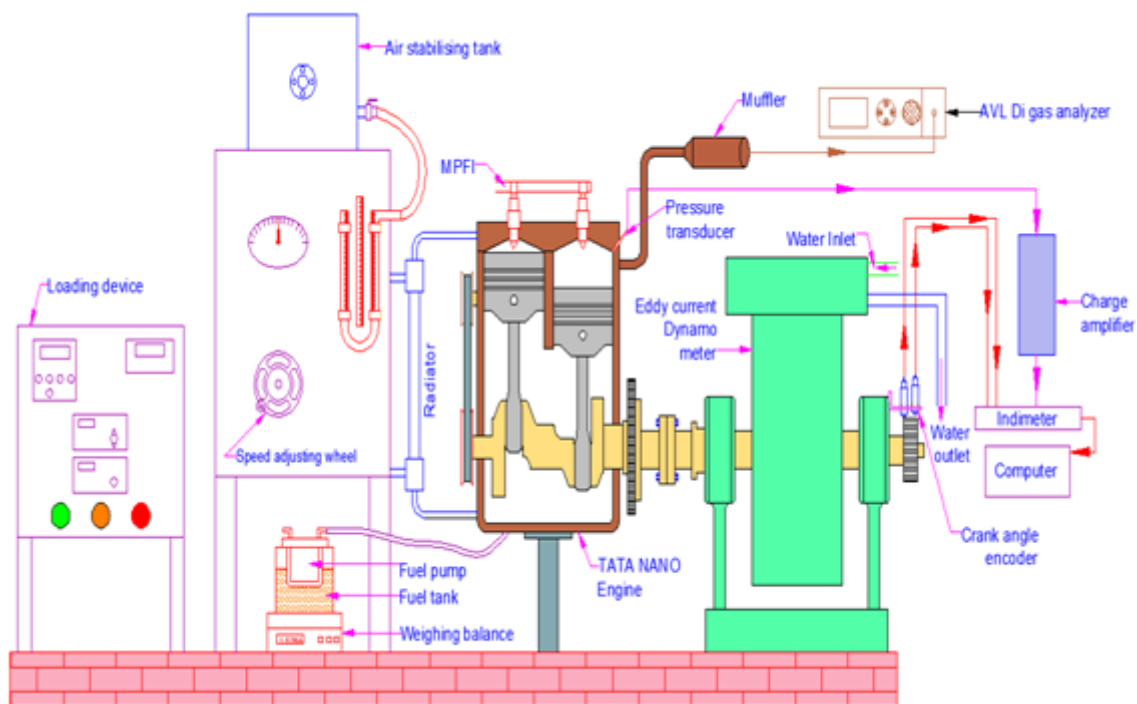 Air stabilising tank
Muffler
AVL Di gas analyzer
MPFI
Pressure
transducer
Water Inlet
Loading device
Eddy current
Dynamo
meter
Charge
amplifier
Radiator
Indimeter
Water
outlet
Speed adjusting wheel
Computer
Crank angle
encoder
Fuel pump
TATA NANO
Engine
Fuel tank
Weighing balance